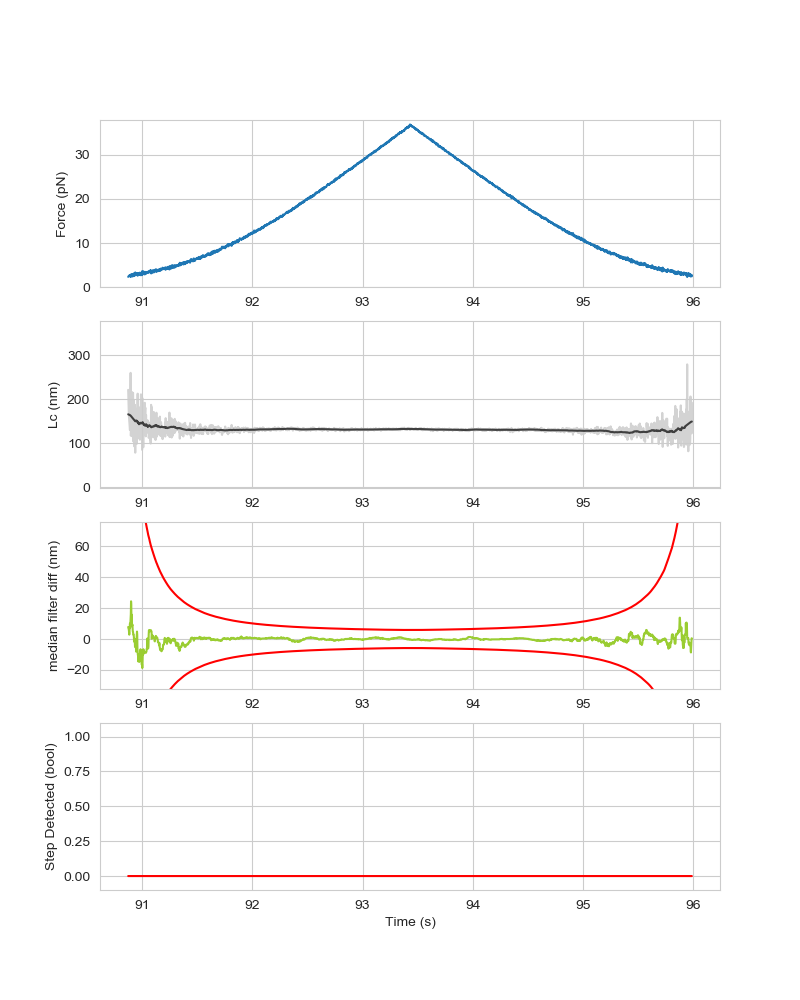 30
20
10
0
Force (pN)
91 92 93 94 95 96
300
200
100
0
Lc (nm)
91 92 93 94 95 96
60
40
20
0
−20
median filter diff (nm)
91 92 93 94 95 96
1.00
0.75
0.50
0.25
0.00
Step Detected (bool)
91 92 93 94 95 96
Time (s)